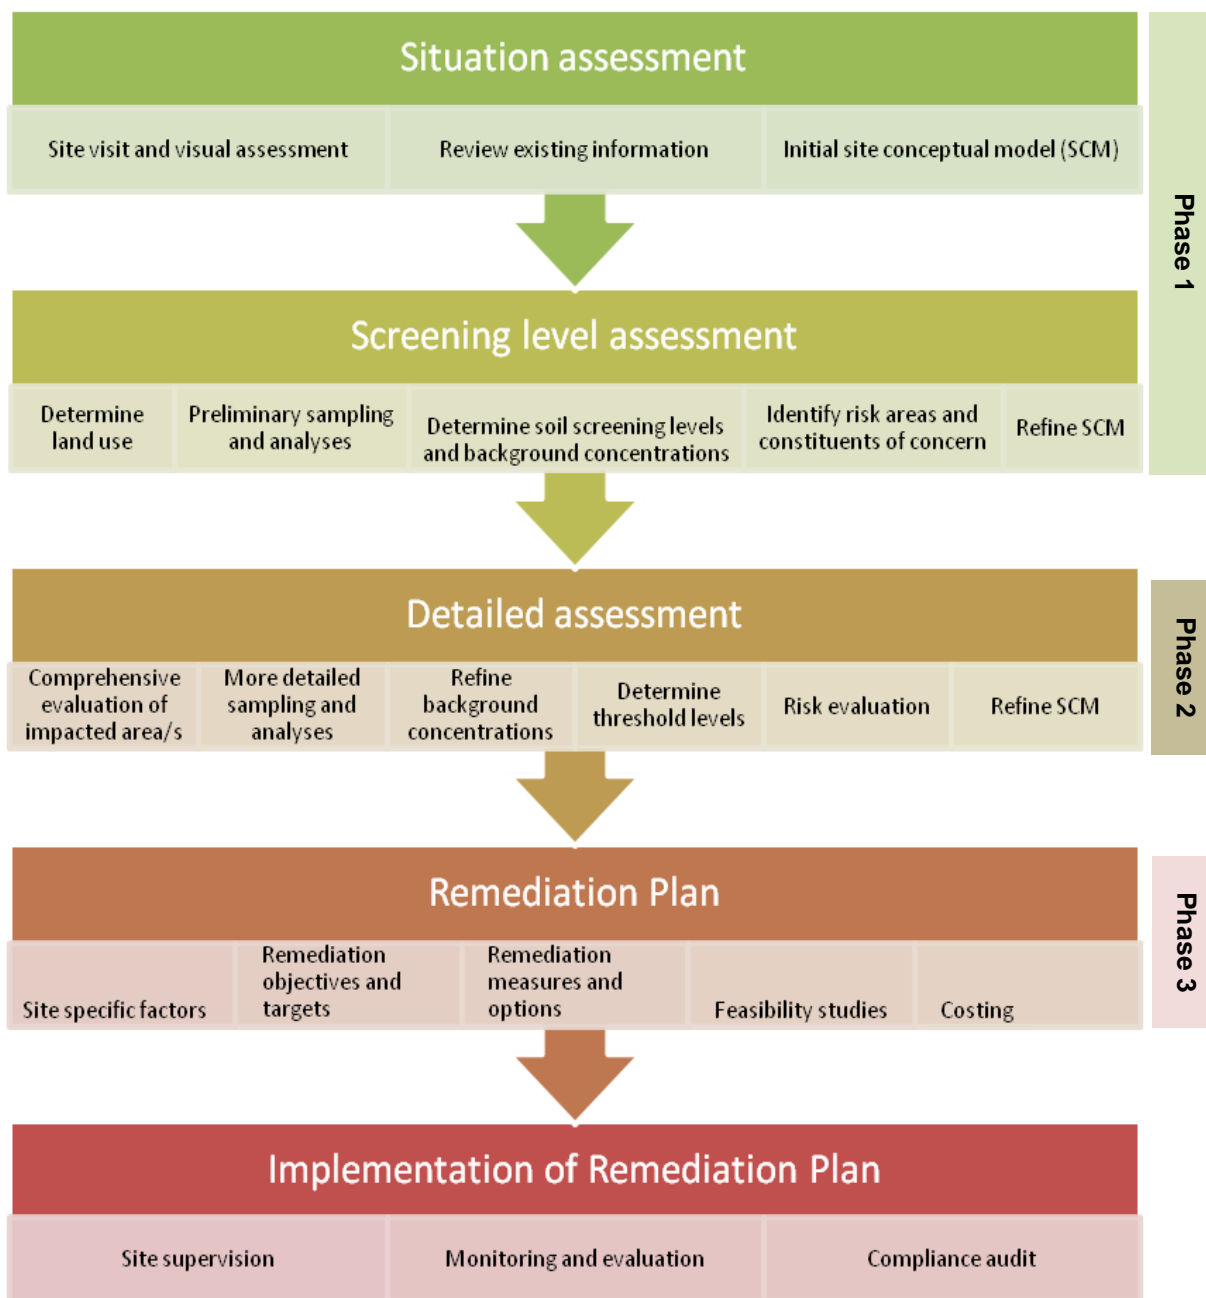 Situation assessment
Site visit and visual assessment
Review existing information
Initial site conceptual model (SCM)
Phase 1
Screening level assessment
Determine
land use
Preliminary sampling
and analyses
Determine soil screening levels
and background concentrations
Identify risk areas and
constituents of concern
Refine SCM
Detailed assessment
Phase 2
Comprehensive
evaluation of
impacted area/s
More detailed
sampling and
analyses
Refine
background
concentrations
Determine
threshold levels
Risk evaluation
Refine SCM
Remediation Plan
Phase 3
Site specific factors
Remediation
objectives and
targets
Remediation
measures and
options
Feasibility studies
Costing
Implementation of Remediation Plan
Site supervision
Monitoring and evaluation
Compliance audit